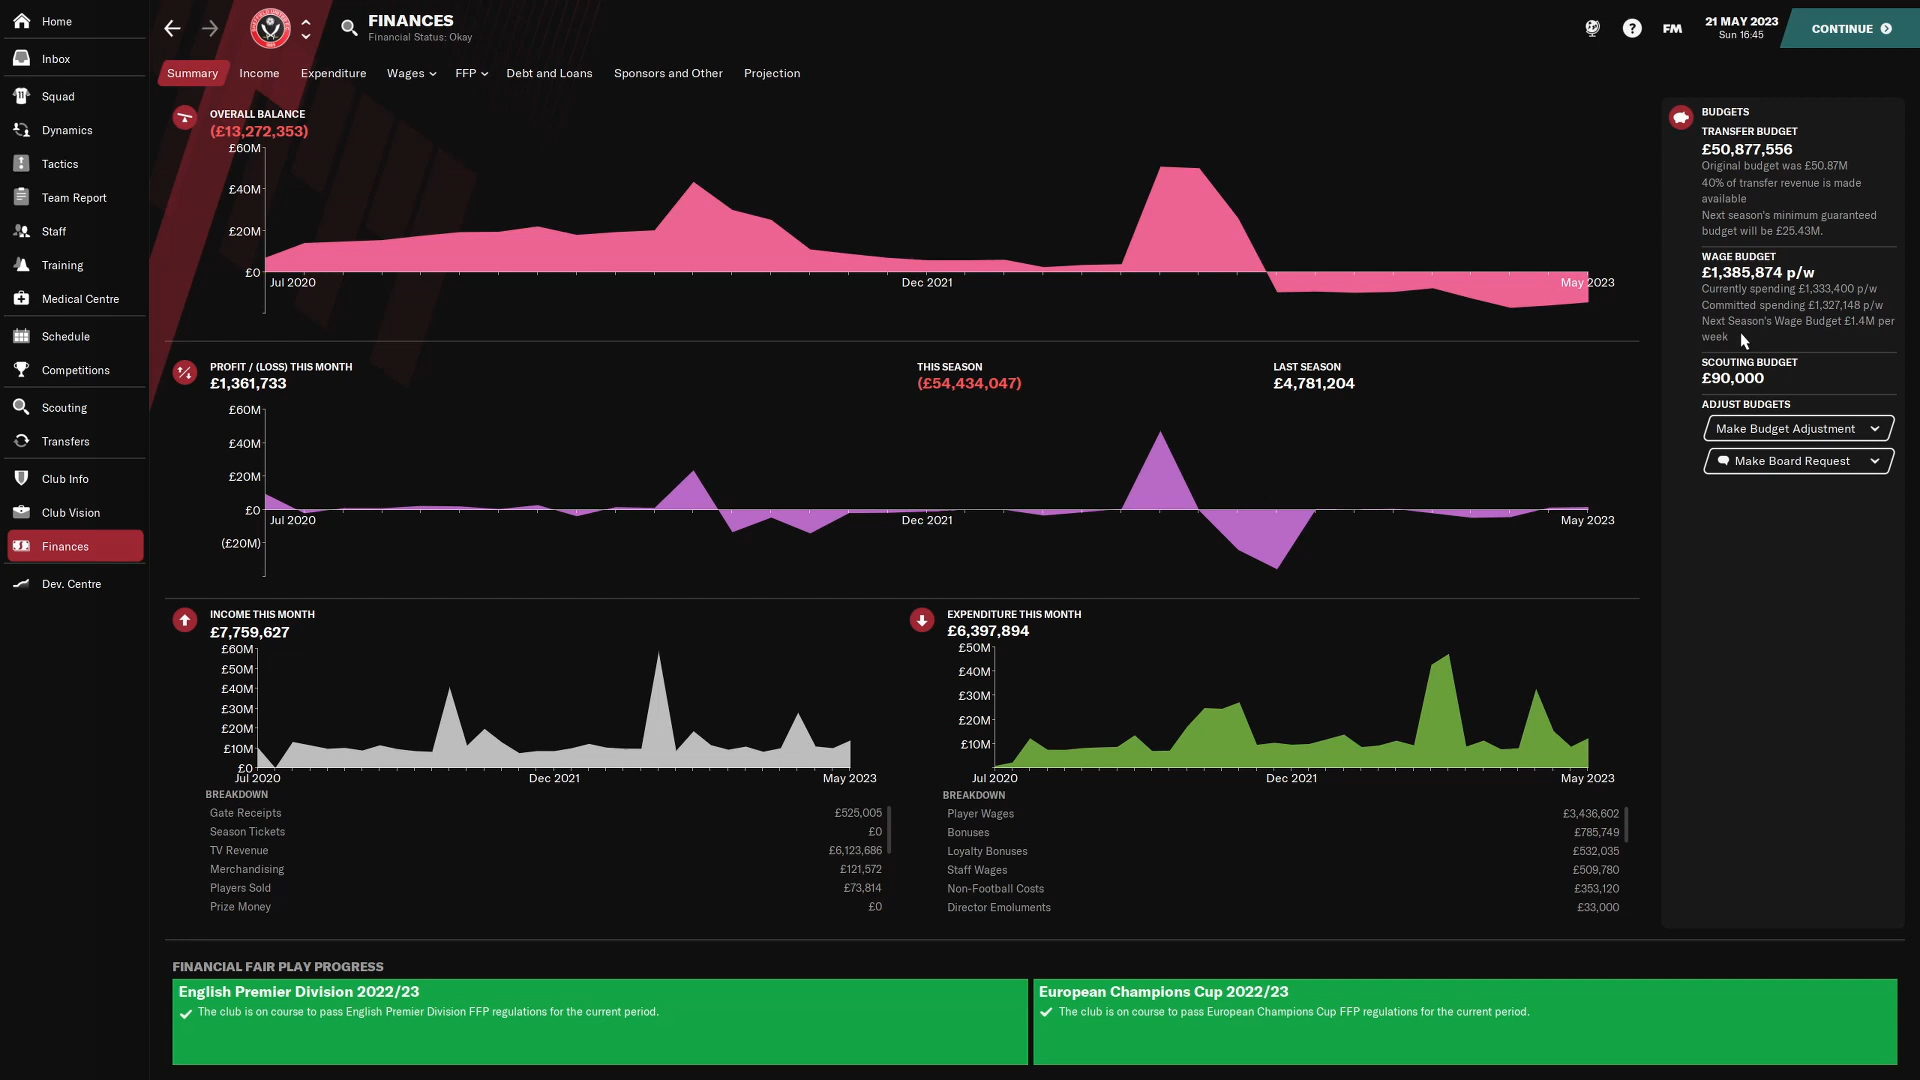 Home
Inbox
Squad
Dynamics
Tactics
Team Report
Staff
Training
Medical Centre
Schedule
Competitions
Scouting
Transfers
Club Info
Club Vision
Finances
Dev. Centre
FINANCES
Financial Status: Okay
FM
21 MAY 2023
Sun 16:45
CONTINUE
Summary
Income
Expenditure
Wages
FFP
Debt and Loans
Sponsors and Other
Projection
OVERALL BALANCE
(£13,272,353)
£60M
£40M
£20M
£0
Jul 2020
Dec 2021
May 2023
PROFIT / (LOSS) THIS MONTH
£1,361,733
THIS SEASON
(£54,434,047)
LAST SEASON
£4,781,204
£60M
£40M
£20M
£0
(£20M)
Jul 2020
Dec 2021
May 2023
INCOME THIS MONTH
£7,759,627
£60M
£50M
£40M
£30M
£20M
£10M
£0
Jul 2020
Dec 2021
May 2023
BREAKDOWN
Gate Receipts £525,005
Season Tickets £0
TV Revenue £6,123,686
Merchandising £121,572
Players Sold £73,814
Prize Money £0
EXPENDITURE THIS MONTH
£6,397,894
£50M
£40M
£30M
£20M
£10M
Jul 2020
Dec 2021
May 2023
BREAKDOWN
Player Wages £3,436,602
Bonuses £785,749
Loyalty Bonuses £532,035
Staff Wages £509,780
Non-Football Costs £353,120
Director Emoluments £33,000
BUDGETS
TRANSFER BUDGET
£50,877,556
Original budget was £50.87M
40% of transfer revenue is made
available
Next season's minimum guaranteed
budget will be £25.43M.
WAGE BUDGET
£1,385,874 p/w
Currently spending £1,333,400 p/w
Committed spending £1,327,148 p/w
Next Season's Wage Budget £1.4M per
week
SCOUTING BUDGET
£90,000
ADJUST BUDGETS
Make Budget Adjustment
Make Board Request
FINANCIAL FAIR PLAY PROGRESS
English Premier Division 2022/23
The club is on course to pass English Premier Division FFP regulations for the current period.
European Champions Cup 2022/23
The club is on course to pass European Champions Cup FFP regulations for the current period.